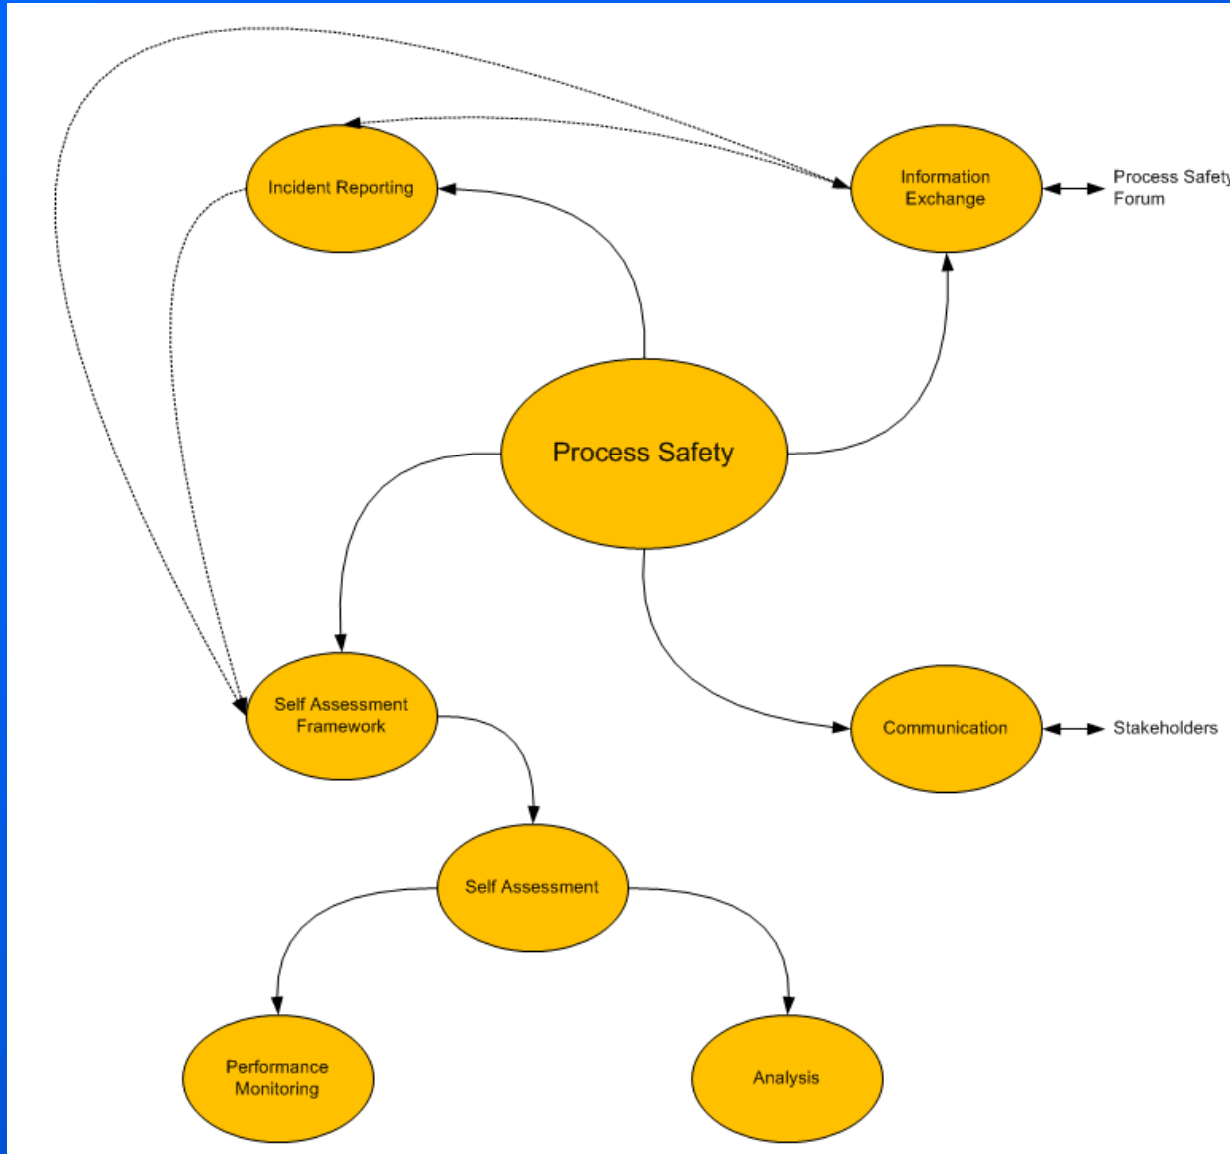 Incident Reporting
Information
Exchange
Process Safety
Forum
Process Safety
Self Assessment
Framework
Communication
Stakeholders
Self Assessment
Performance
Monitoring
Analysis